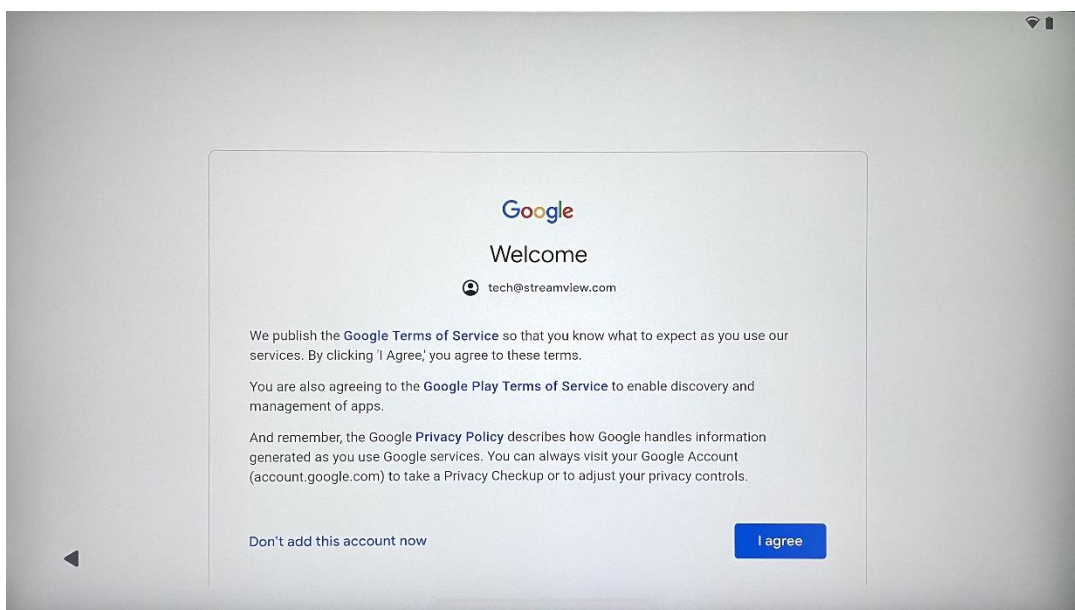 Google
Welcome
tech@streamview.com
We publish the Google Terms of Service so that you know what to expect as you use our
services. By clicking 'I Agree,' you agree to these terms.
You are also agreeing to the Google Play Terms of Service to enable discovery and
management of apps.
And remember, the Google Privacy Policy describes how Google handles information
generated as you use Google services. You can always visit your Google Account
(account.google.com) to take a Privacy Checkup or to adjust your privacy controls.
Don't add this account now
I agree